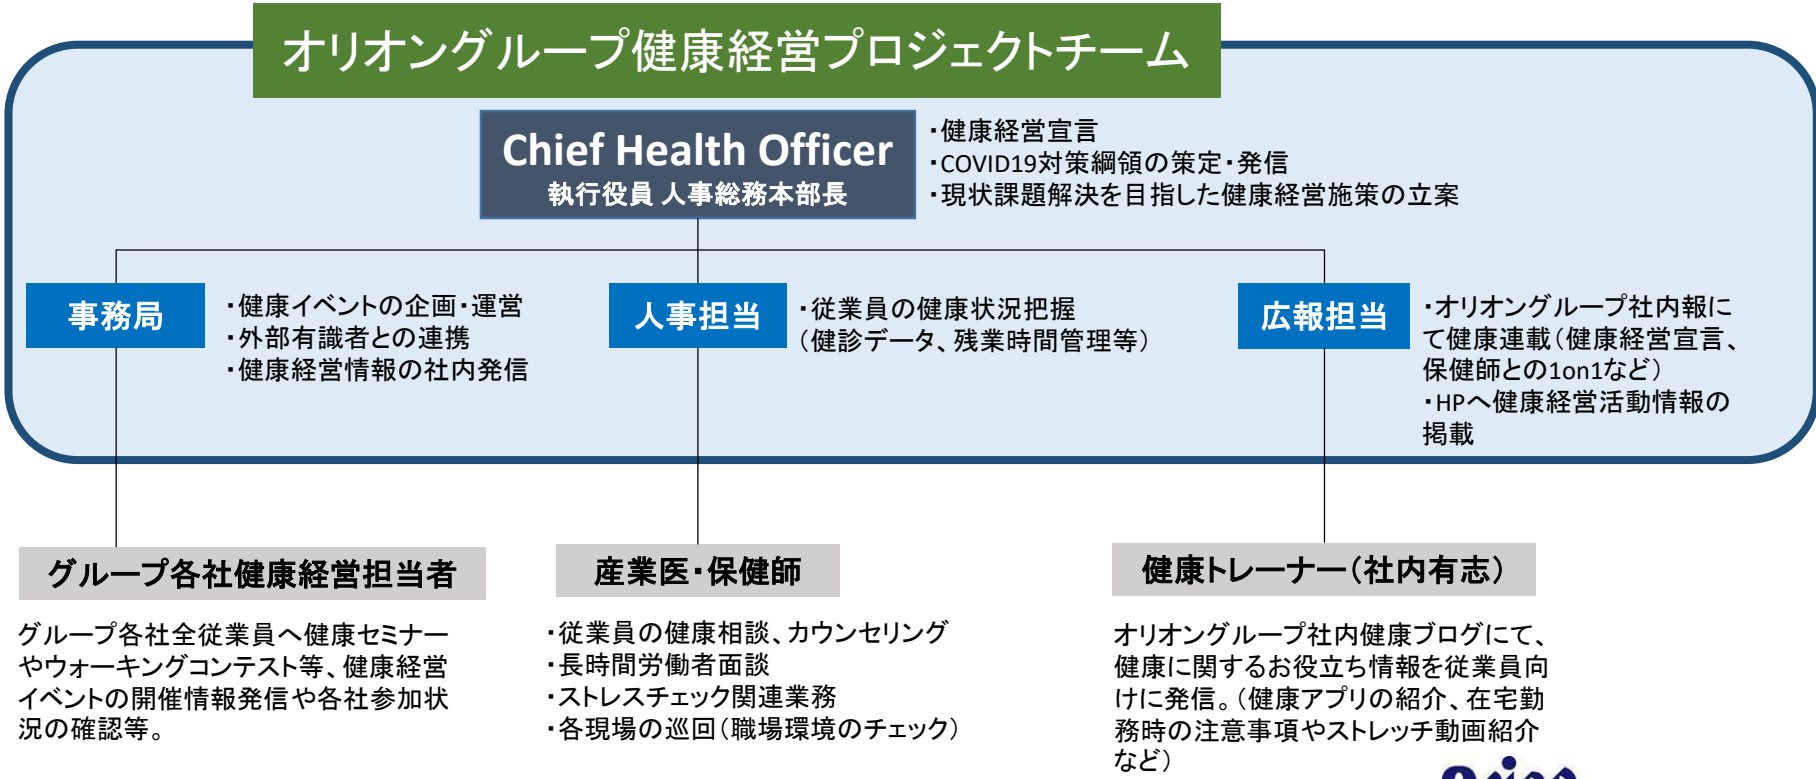 オリオングループ健康経営プロジェクトチーム
Chief Health Officer
執行役員 人事総務本部長
・健康経営宣言
・COVID19対策綱領の策定・発信
・現状課題解決を目指した健康経営施策の立案
事務局
・健康イベントの企画・運営
・外部有識者との連携
・健康経営情報の社内発信
人事担当
・従業員の健康状況把握
（健診データ、残業時間管理等）
広報担当
・オリオングループ社内報に
て健康連載（健康経営宣言、
保健師との1on1など）
・HPへ健康経営活動情報の
掲載
グループ各社健康経営担当者
グループ各社全従業員へ健康セミナー
やウォーキングコンテスト等、健康経営
イベントの開催情報発信や各社参加状
況の確認等。
産業医・保健師
・従業員の健康相談、カウンセリング
・長時間労働者面談
・ストレスチェック関連業務
・各現場の巡回（職場環境のチェック）
健康トレーナー（社内有志）
オリオングループ社内健康ブログにて、
健康に関するお役立ち情報を従業員向
けに発信。（健康アプリの紹介、在宅勤
務時の注意事項やストレッチ動画紹介
など）